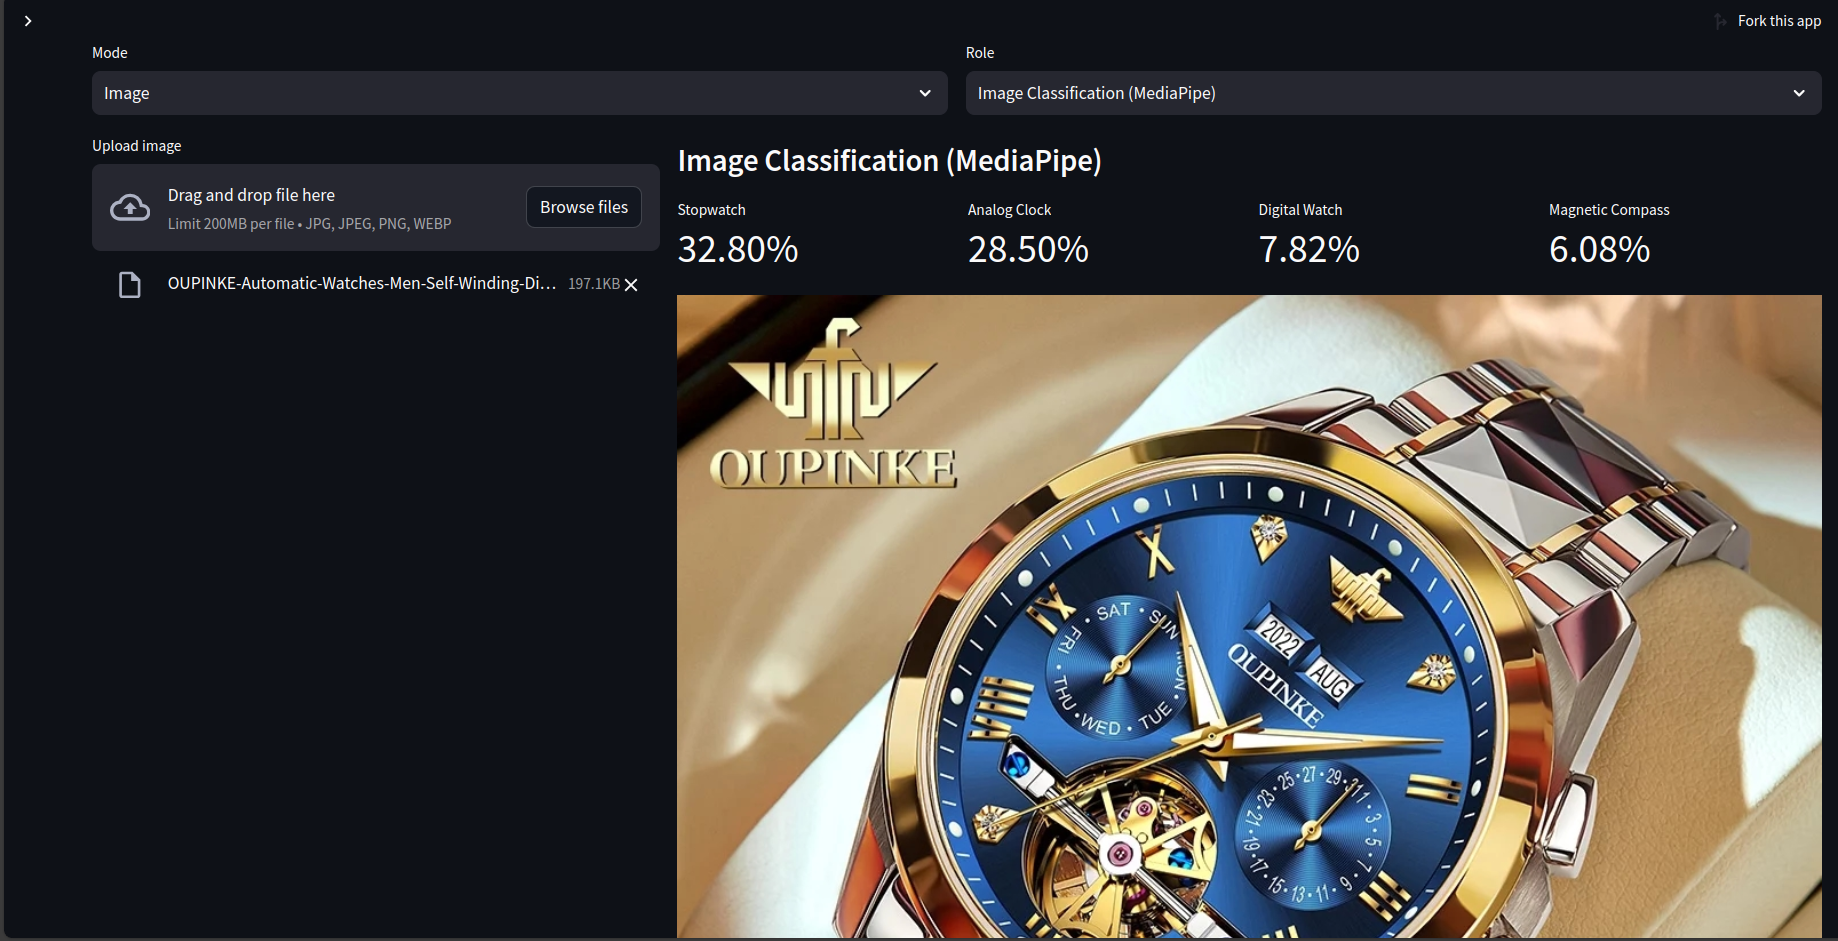 Fork this app
Mode
Role
Image
Image Classification (MediaPipe)
Upload image
Drag and drop file here
Limit 200MB per file • JPG, JPEG, PNG, WEBP
Browse files
OUPINKE-Automatic-Watches-Men-Self-Winding-Di…
197.1KB
Image Classification (MediaPipe)
Stopwatch
Analog Clock
Digital Watch
Magnetic Compass
32.80%
28.50%
7.82%
6.08%
OUPINKE
X
IX
SAT • SUN • MON • TUE • WED • THU • FRI •
2022
AUG
OUPINKE
25 • 27 • 29 • 31 1 • 3 • 5 • 7 • 9 • 11 • 13 • 15 • 17 • 19 • 21 • 23